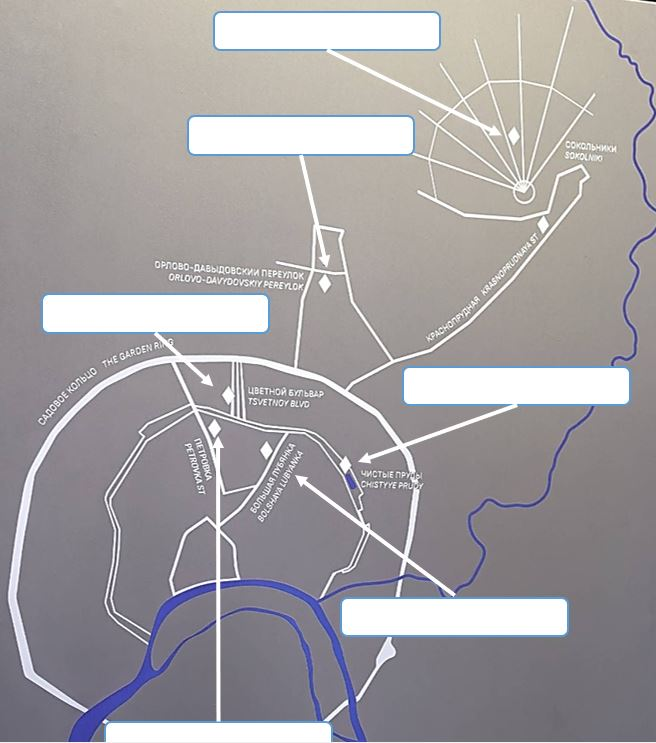 СОКОЛЬНИКИ
SOKOLNIKI
ОРЛОВО-ДАВЫДОВСКИЙ ПЕРЕУЛОК
ORLOVO-DAVYDOVSKIY PEREYLOK
КРАСНОПРУДНАЯ KRASNOPRUDNAYA ST
САДОВОЕ КОЛЬЦО THE GARDEN RING
ЦВЕТНОЙ БУЛЬВАР
TSVETNOY BLVD
ПЕТРОВКА
PETROVKA ST
БОЛЬШАЯ ЛУБЯНКА
BOLSHAYA LUBYANKA
ЧИСТЫЕ ПРУДЫ
CHISTYYE PRUDY